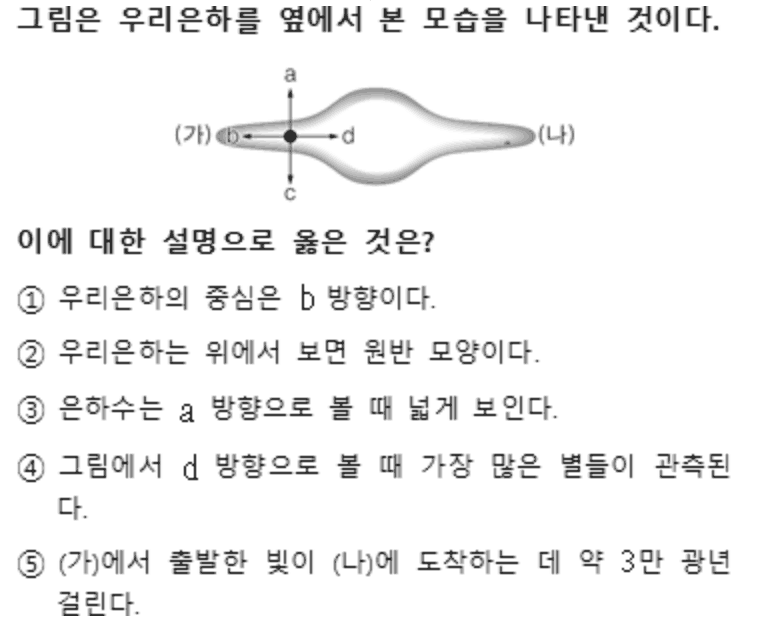 그림은 우리은하를 옆에서 본 모습을 나타낸 것이다.
a
(가) b d (나)
c
이에 대한 설명으로 옳은 것은?
① 우리은하의 중심은 b 방향이다.
② 우리은하는 위에서 보면 원반 모양이다.
③ 은하수는 a 방향으로 볼 때 넓게 보인다.
④ 그림에서 d 방향으로 볼 때 가장 많은 별들이 관측된
다.
⑤ (가)에서 출발한 빛이 (나)에 도착하는 데 약 3만 광년
걸린다.